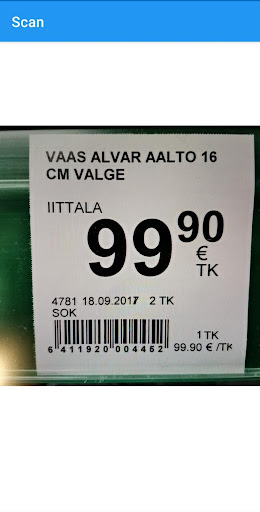 Scan
VAAS ALVAR AALTO 16
CM VALGE
IITTALA
99 90
€
TK
4781 18.09.2017 2 TK
SOK
1 TK
6 411920 004452 99.90 € /TK